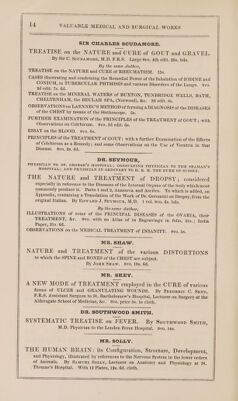 14 VALUABLE MEDICAL AND SURGICAL WORKS
SIR CHARLES SCUDAMORE.
TREATISE on the NATURE and CURE of GOUT and GRAVEL.
By Sir C. SCUDAMORE, M.D. F.R.S. Large 8vo. 4th edit. 20s. bds.
By the same Author,
TREATISE on the NATURE and CURE of RHEUMATISM. 12s.
CASES illustrating and confirming the Remedial Power of the Inhalation of IODINE and
CONIUM, in TUBERCULAR PHTHISIS and various Disorders of the Lungs. 8vo.
2d edit. 7s. 6d.
TREATISE on the MINERAL WATERS of BUXTON, TUNBRIDGE WELLS, BATH,
CHELTENHAM, the BEULAH SPA, (Norwood), &c. 2d edit. 9s. 6d.
OBSERVATIONS on LAENNEC'S METHOD of forming a DIAGNOSIS of the DISEASES
of the CHEST by means of the Stethoscope. 5s.
FURTHER EXAMINATION of the PRINCIPLES of the TREATMENT of GOUT; with
Observations on Colchicum. 8vo. 2d edit. 6s.
ESSAY on the BLOOD. 8vo. 6s.
PRINCIPLES of the TREATMENT of GOUT; with a further Examination of the Effects
of Colchicum as a Remedy; and some Observations on the Use of Veratria in that
Disease. 8vo. 3s. 6d.
DR. SEYMOUR,
PHYSICIAN TO ST. GEORGE'S HOSPITAL; CONSULTING PHYSICIAN TO THE SEAMAN'S
HOSPITAL; AND PHYSICIAN IN ORDINARY TO H. R. H. THE DUKE OF SUSSEX.
THE NATURE and TREATMENT of DROPSY; considered
especially in reference to the Diseases of the Internal Organs of the body which most
commonly produce it. Parts I and 2, Anasarca and Ascites. To which is added, an
Appendix, containing a Translation of the Work of Dr. Geromini on Dropsy, from the
original Italian. By EDWARD J. SEYMOUR, M.D. 1 vol. 8vo. 5s. bds.
By the same Author,
ILLUSTRATIONS of some of the PRINCIPAL DISEASES of the OVARIA, their
TREATMENT, &c. 8vo. with an Atlas of 14 Engravings in folio, 21s.; India
Paper, 31s. 6d.
OBSERVATIONS on the MEDICAL TREATMENT of INSANITY. 8vo. 5s.
MR. SHAW.
NATURE and TREATMENT of the various DISTORTIONS
to which the SPINE and BONES of the CHEST are subject.
By JOHN SHAW. 8vo. 10s. 6d.
MR. SKEY.
A NEW MODE of TREATMENT employed in the CURE of various
forms of ULCER and GRANULATING WOUNDS. By FREDERIC C. SKEY,
F.R.S. Assistant Surgeon to St. Bartholomew's Hospital, Lecturer on Surgery at the
Aldersgate School of Medicine, &c. 8vo. price 5s. in cloth.
DR. SOUTHWOOD SMITH.
SYSTEMATIC TREATISE on FEVER. By SOUTHWOOD SMITH,
M.D. Physician to the London Fever Hospital. 8vo. 14s.
MR. SOLLY.
THE HUMAN BRAIN; its Configuration, Structure, Development,
and Physiology, illustrated by references to the Nervous System in the lower orders
of Animals. By SAMUEL SOLLY, Lecturer on Anatomy and Physiology at St.
Thomas's Hospital. With 12 Plates, 12s. 6d. cloth.